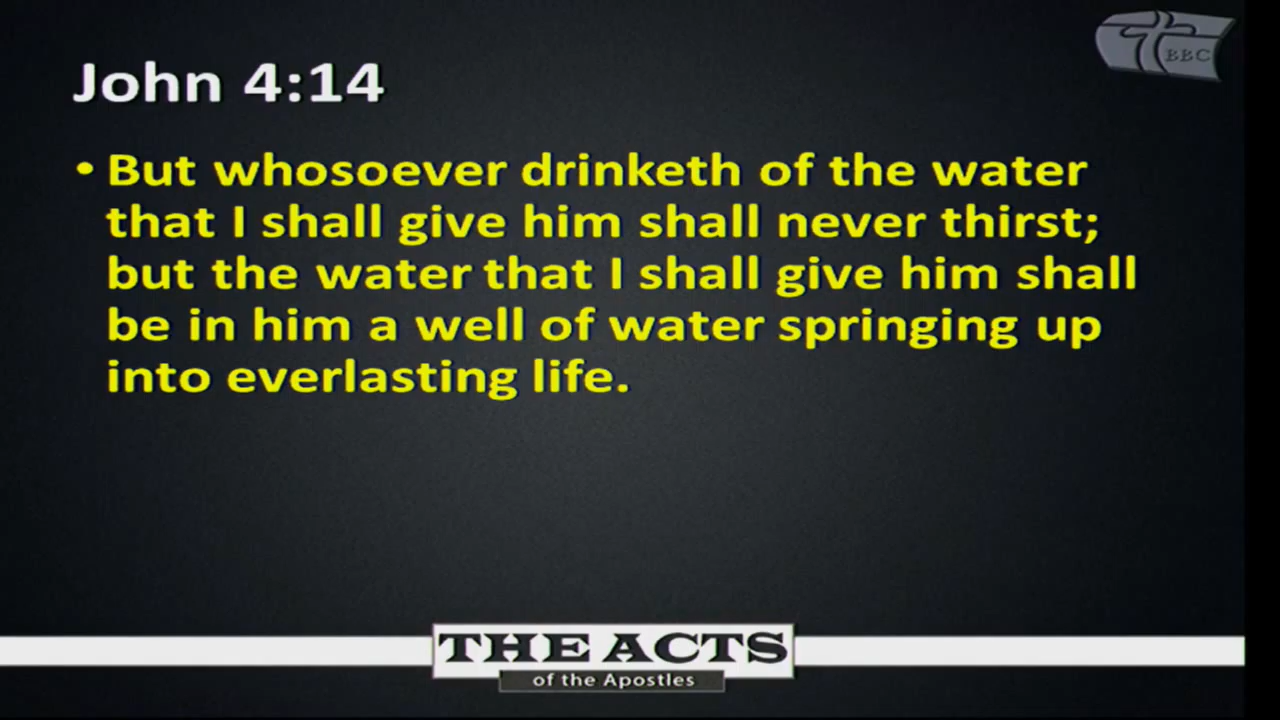 BBC
John 4:14
• But whosoever drinketh of the water
that I shall give him shall never thirst;
but the water that I shall give him shall
be in him a well of water springing up
into everlasting life.
THE ACTS
of the Apostles